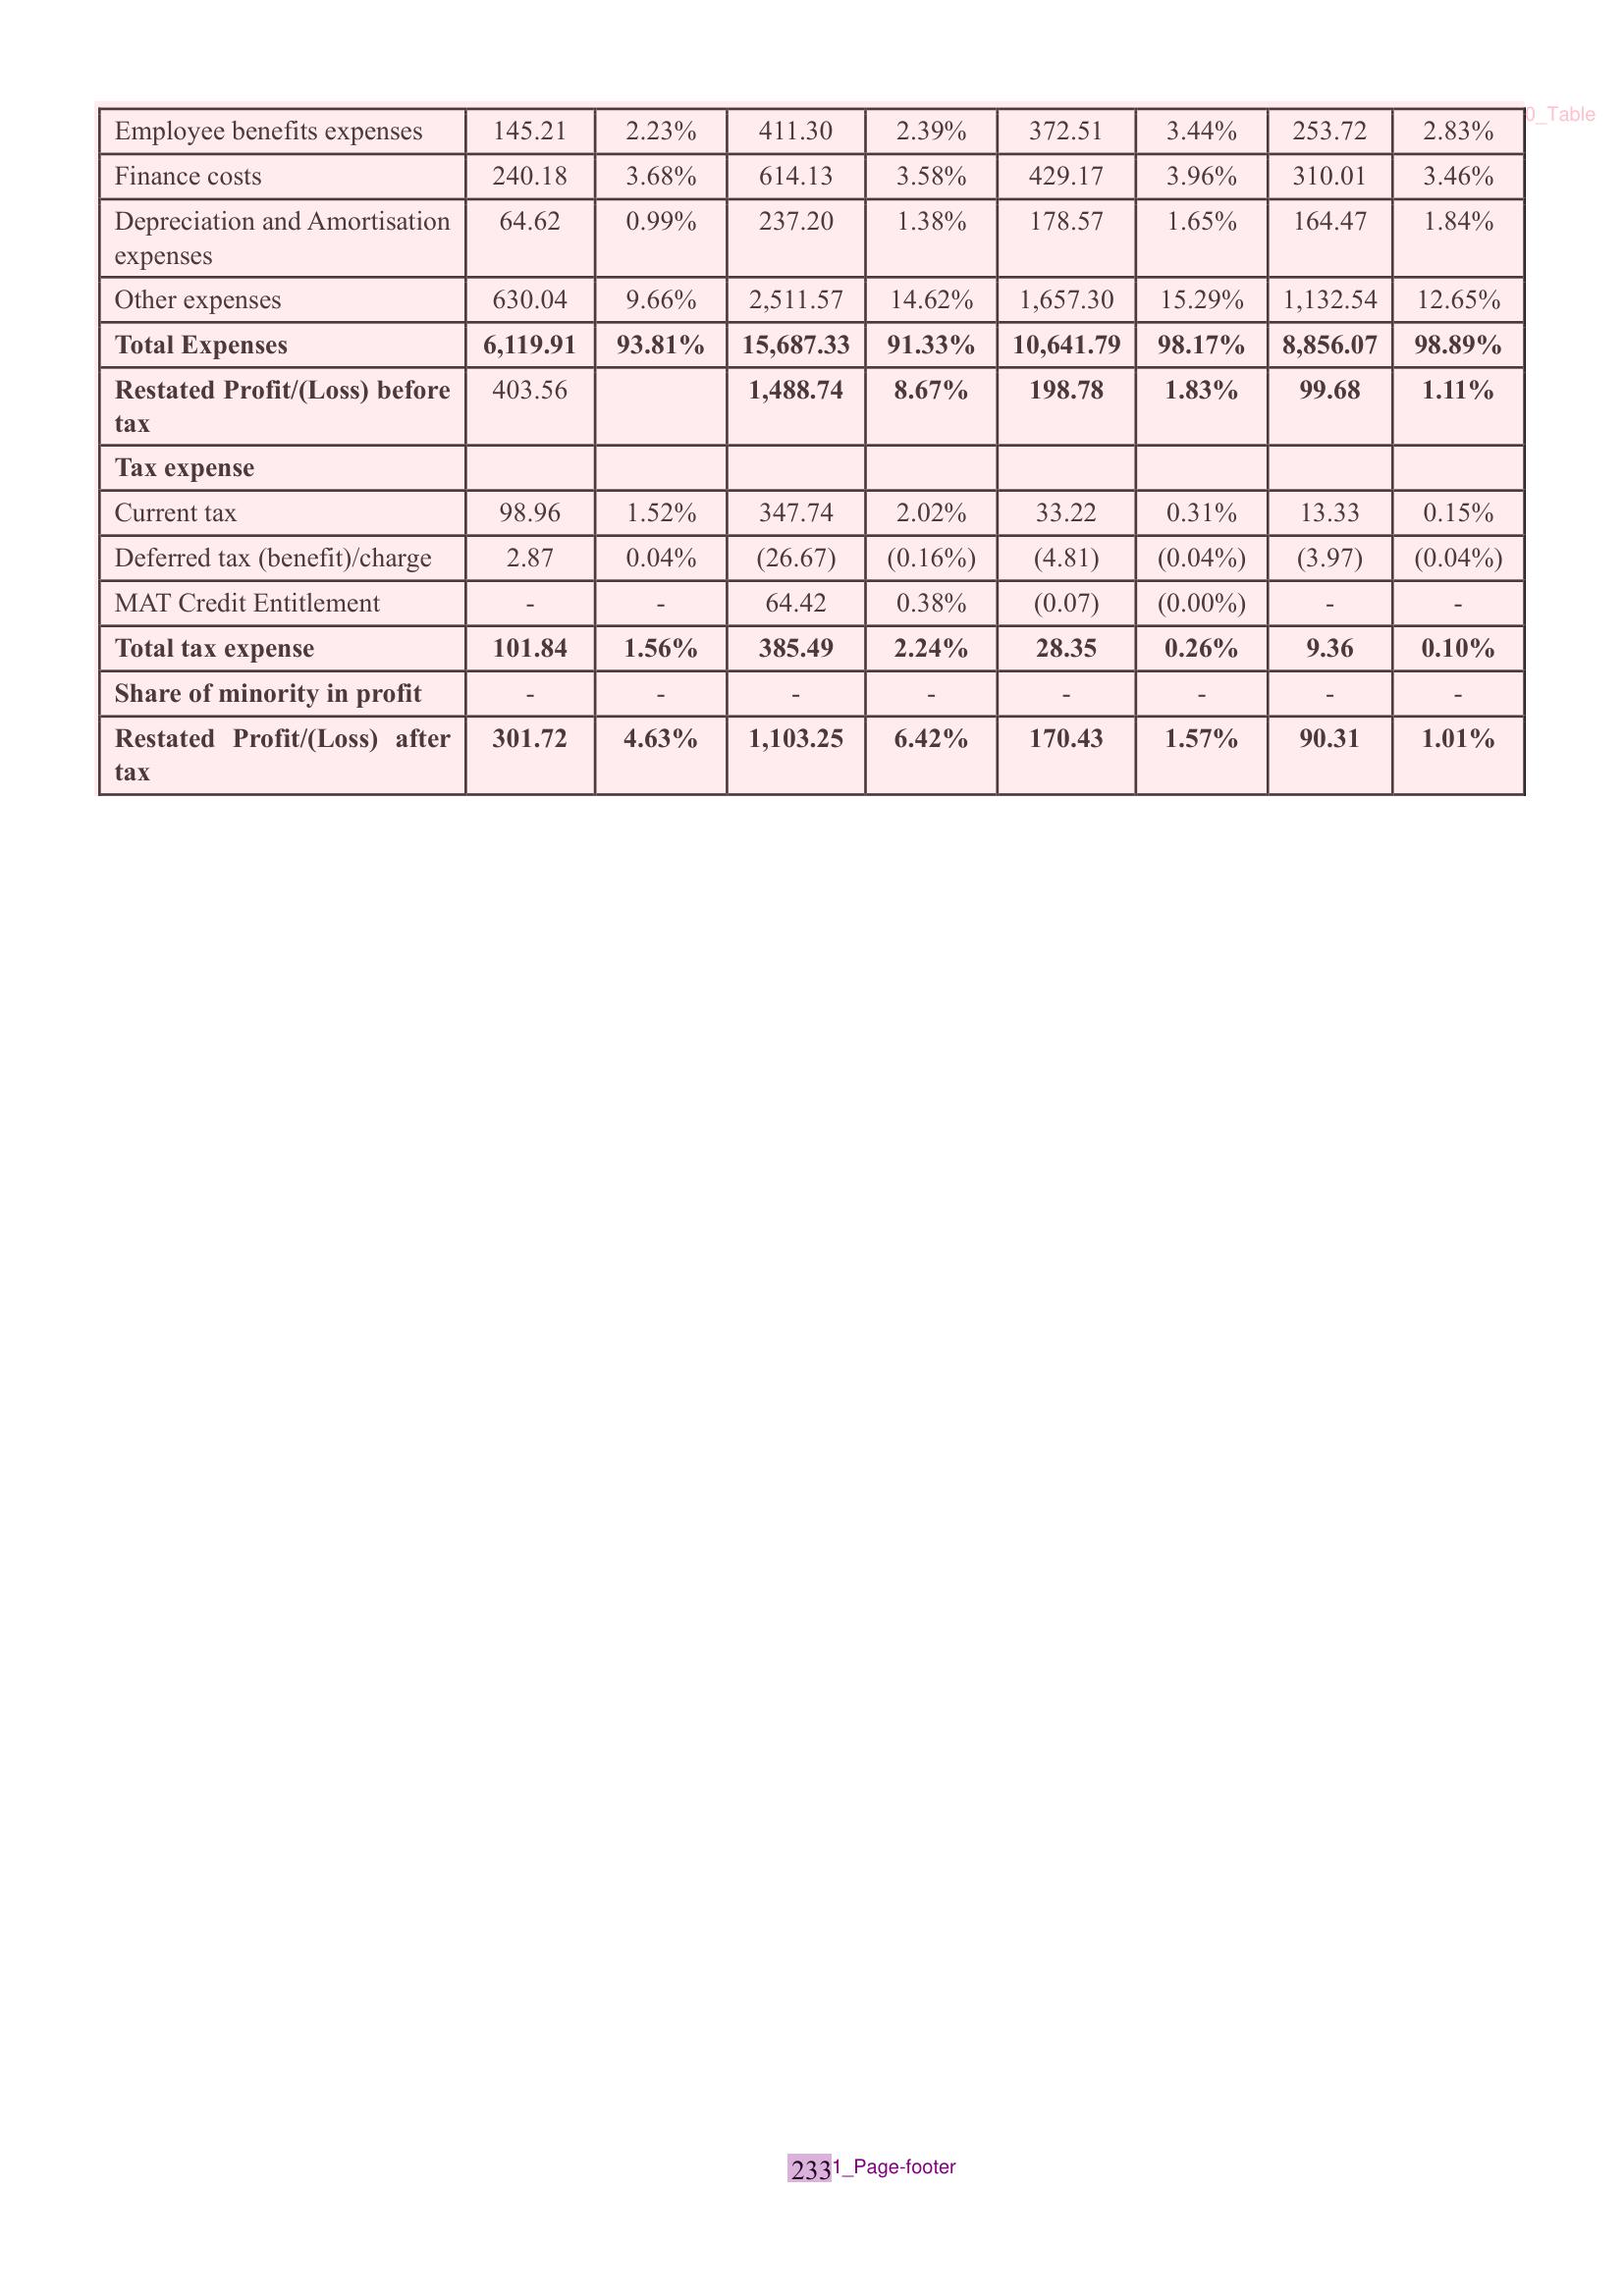 Employee benefits expenses 145.21 2.23% 411.30 2.39% 372.51 3.44% 253.72 2.83%
0_Table
Finance costs 240.18 3.68% 614.13 3.58% 429.17 3.96% 310.01 3.46%
Depreciation and Amortisation 64.62 0.99% 237.20 1.38% 178.57 1.65% 164.47 1.84%
expenses
Other expenses 630.04 9.66% 2,511.57 14.62% 1,657.30 15.29% 1,132.54 12.65%
Total Expenses 6,119.91 93.81% 15,687.33 91.33% 10,641.79 98.17% 8,856.07 98.89%
Restated Profit/(Loss) before 403.56 1,488.74 8.67% 198.78 1.83% 99.68 1.11%
tax
Tax expense
Current tax 98.96 1.52% 347.74 2.02% 33.22 0.31% 13.33 0.15%
Deferred tax (benefit)/charge 2.87 0.04% (26.67) (0.16%) (4.81) (0.04%) (3.97) (0.04%)
MAT Credit Entitlement - - 64.42 0.38% (0.07) (0.00%) - -
Total tax expense 101.84 1.56% 385.49 2.24% 28.35 0.26% 9.36 0.10%
Share of minority in profit - - - - - - - -
Restated Profit/(Loss) after 301.72 4.63% 1,103.25 6.42% 170.43 1.57% 90.31 1.01%
tax
233 1_Page-footer